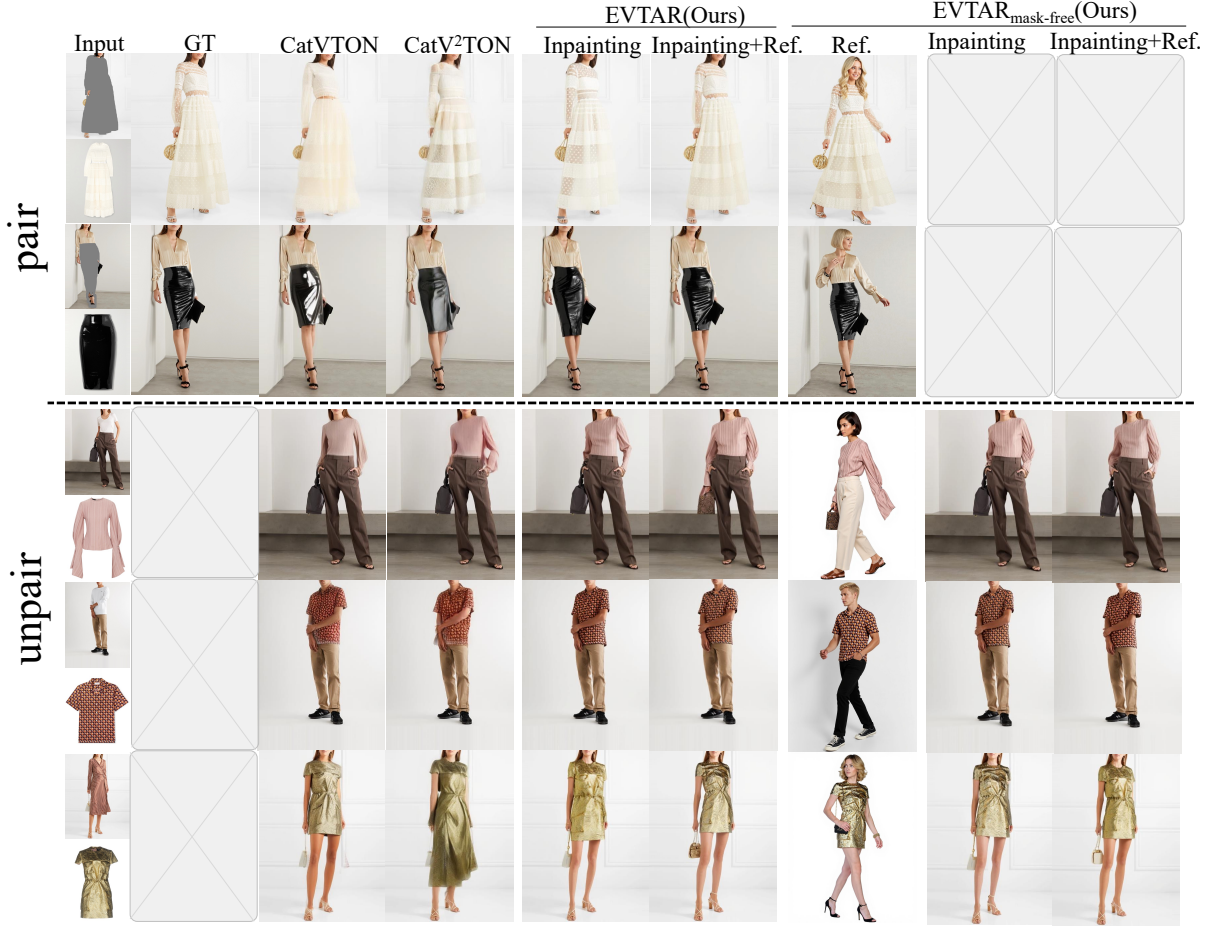 EVTAR(Ours) EVTARmask-free(Ours)
Input GT CatVTON CatV²TON Inpainting Inpainting+Ref. Ref. Inpainting Inpainting+Ref.
pair
unpair